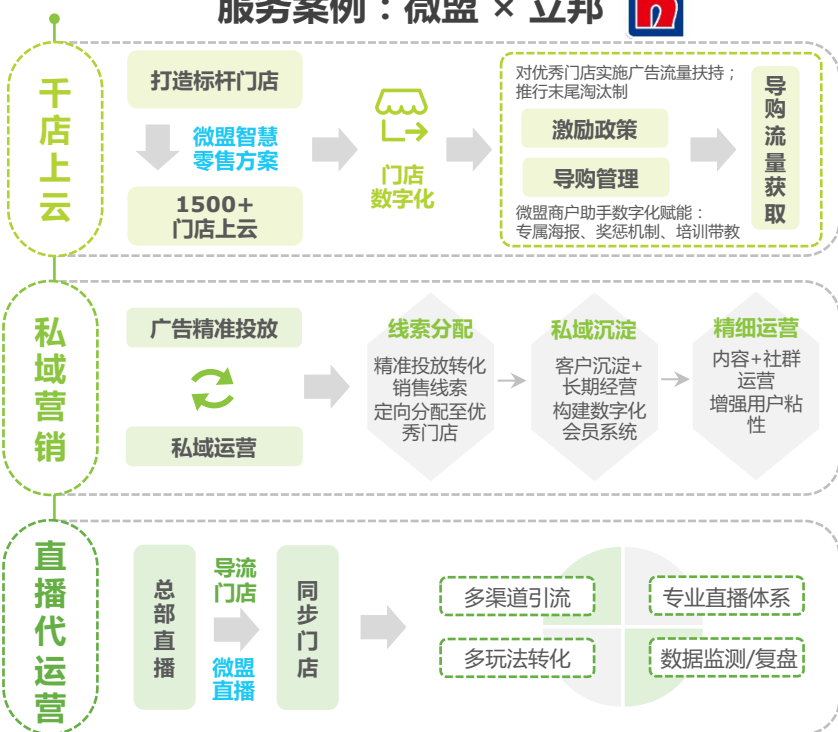 服务案例：微盟 × 立邦
n
千店上云
打造标杆门店
微盟智慧
零售方案
1500+
门店上云
门店
数字化
对优秀门店实施广告流量扶持；
推行末尾淘汰制
激励政策
导购管理
微盟商户助手数字化赋能：
专属海报、奖惩机制、培训带教
导购流量获取
私域营销
广告精准投放
私域运营
线索分配
精准投放转化
销售线索
定向分配至优
秀门店
私域沉淀
客户沉淀+
长期经营
构建数字化
会员系统
精细运营
内容+社群
运营
增强用户粘
性
直播代运营
总部直播
导流
门店
微盟
直播
同步门店
多渠道引流
专业直播体系
多玩法转化
数据监测/复盘